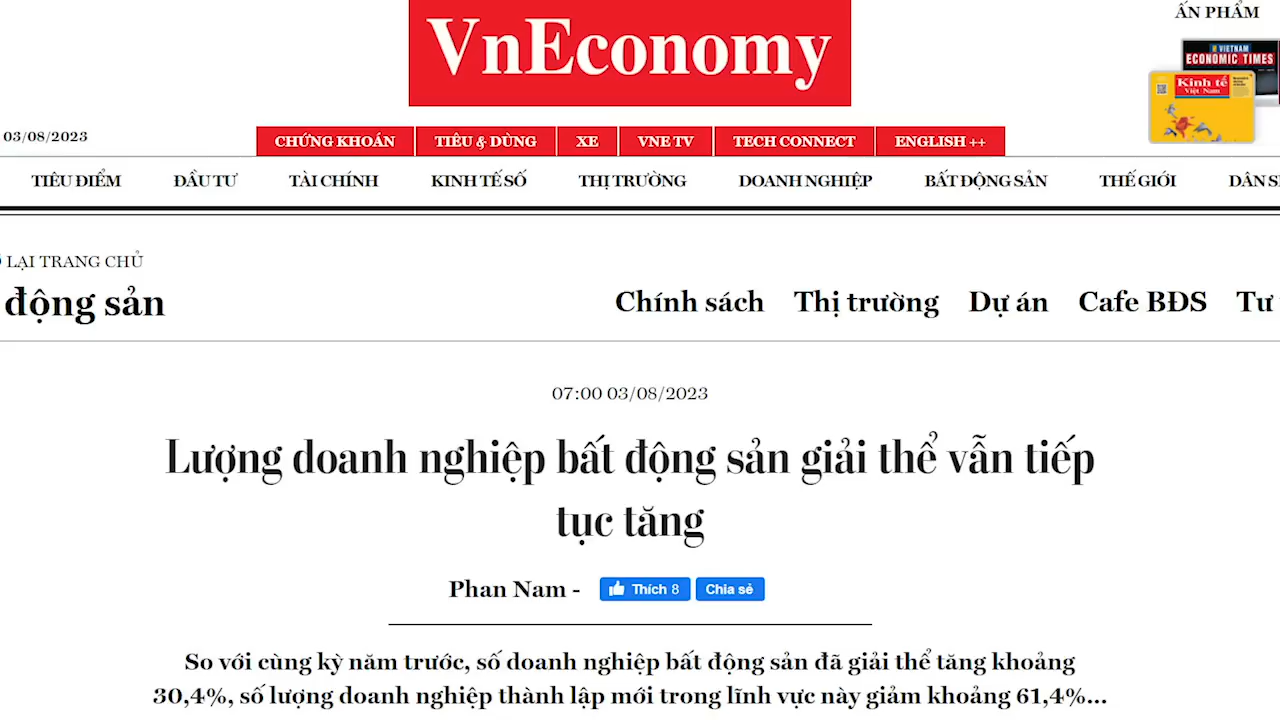 VnEconomy
ẤN PHẨM
VIETNAM
ECONOMIC TIMES
Kinh tế
Việt Nam
03/08/2023
CHỨNG KHOÁN TIÊU & DÙNG XE VNE TV TECH CONNECT ENGLISH ++
TIÊU ĐIỂM ĐẦU TƯ TÀI CHÍNH KINH TẾ SỐ THỊ TRƯỜNG DOANH NGHIỆP BẤT ĐỘNG SẢN THẾ GIỚI DÂN S
LẠI TRANG CHỦ
động sản Chính sách Thị trường Dự án Cafe BĐS Tư
07:00 03/08/2023
Lượng doanh nghiệp bất động sản giải thể vẫn tiếp
tục tăng
Phan Nam - Thích 8 Chia sẻ
So với cùng kỳ năm trước, số doanh nghiệp bất động sản đã giải thể tăng khoảng
30,4%, số lượng doanh nghiệp thành lập mới trong lĩnh vực này giảm khoảng 61,4%...